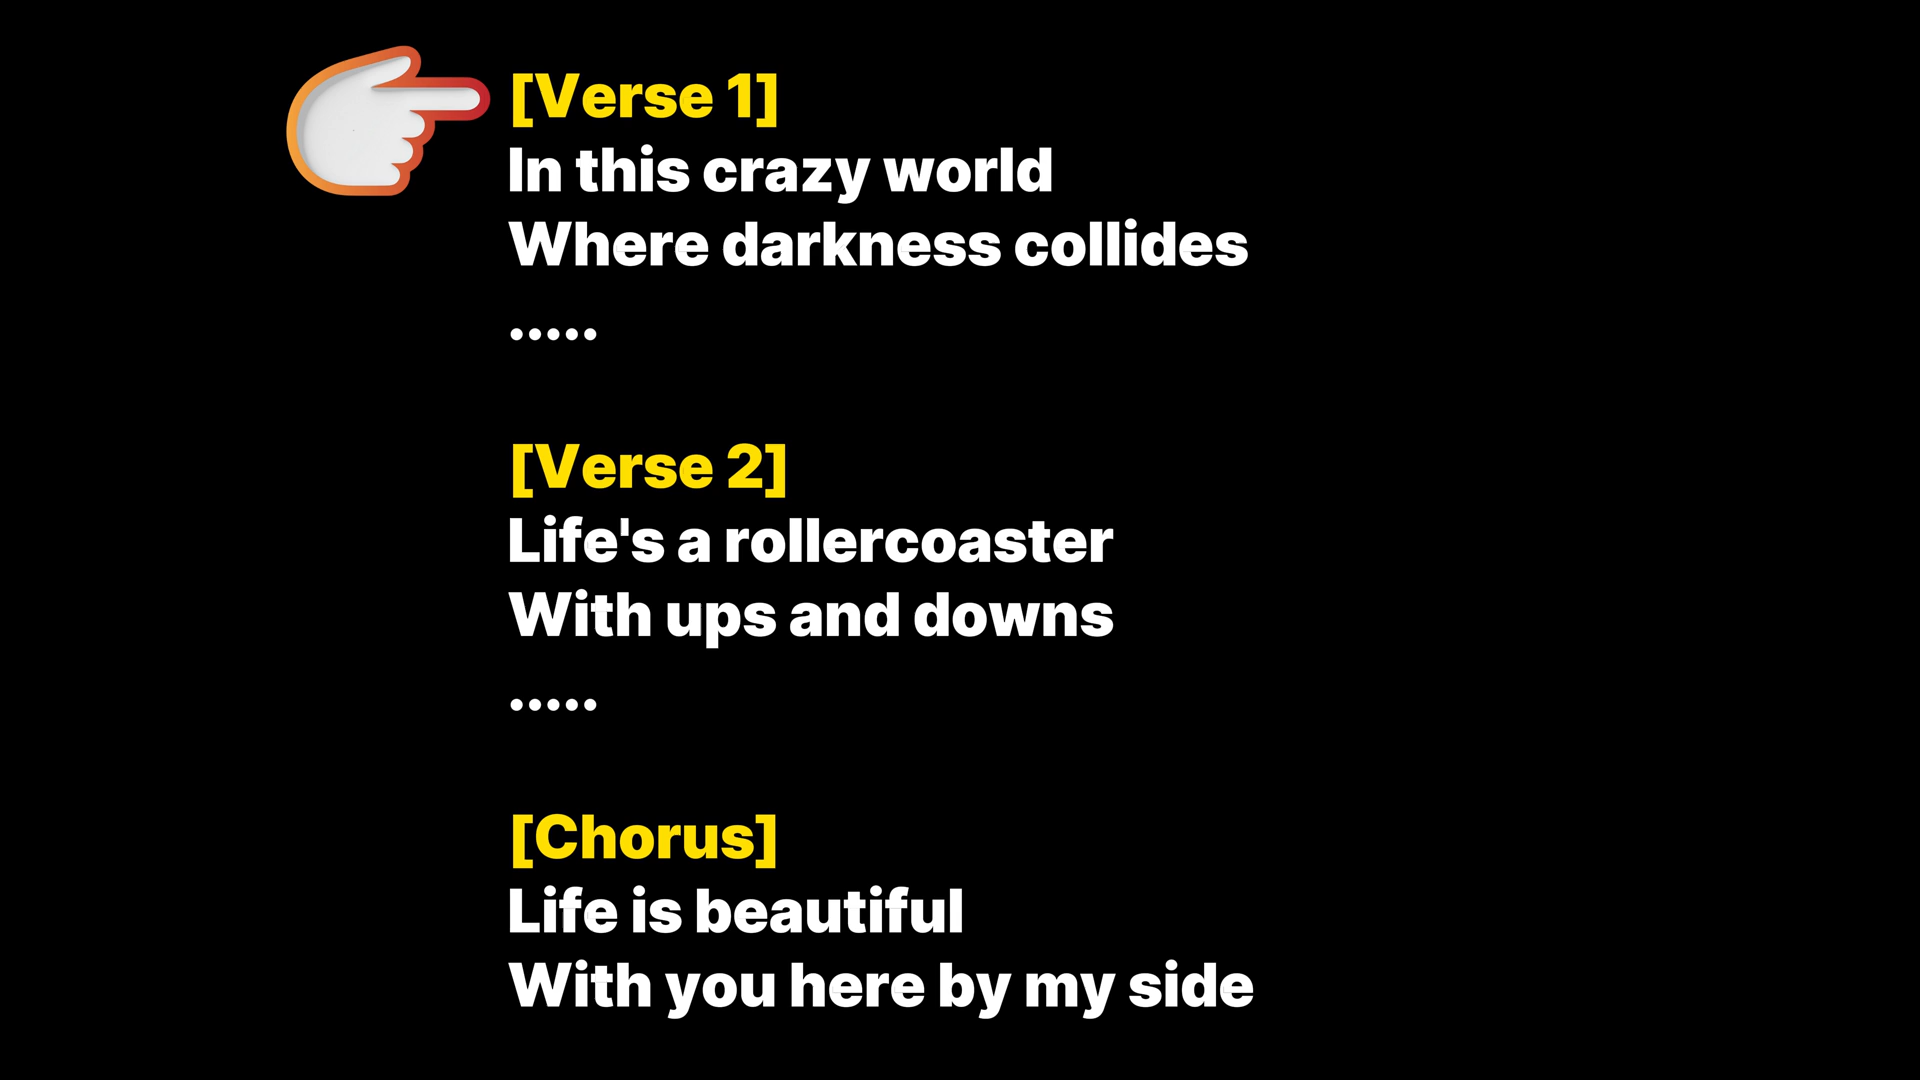 [Verse 1]
In this crazy world
Where darkness collides
.....
[Verse 2]
Life's a rollercoaster
With ups and downs
.....
[Chorus]
Life is beautiful
With you here by my side